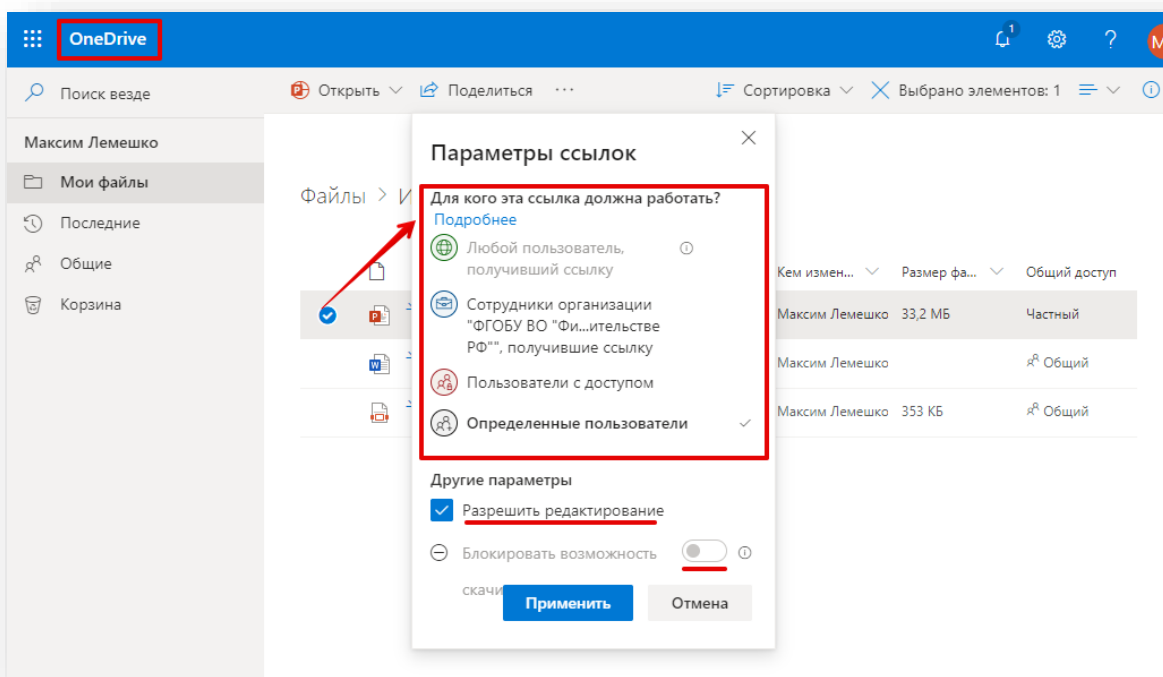 OneDrive
1
?
М
Поиск везде
Открыть
Поделиться
...
Сортировка
Выбрано элементов: 1
Максим Лемешко
Мои файлы
Последние
Общие
Корзина
Файлы > И
Параметры ссылок
Для кого эта ссылка должна работать?
Подробнее
Любой пользователь,
получивший ссылку
Сотрудники организации
"ФГОБУ ВО "Фи...ительстве
РФ"", получившие ссылку
Пользователи с доступом
Определенные пользователи
Другие параметры
Разрешить редактирование
Блокировать возможность
скачи
Применить
Отмена
Кем измен...
Размер фа...
Общий доступ
Максим Лемешко 33,2 МБ Частный
Максим Лемешко Общий
Максим Лемешко 353 КБ Общий